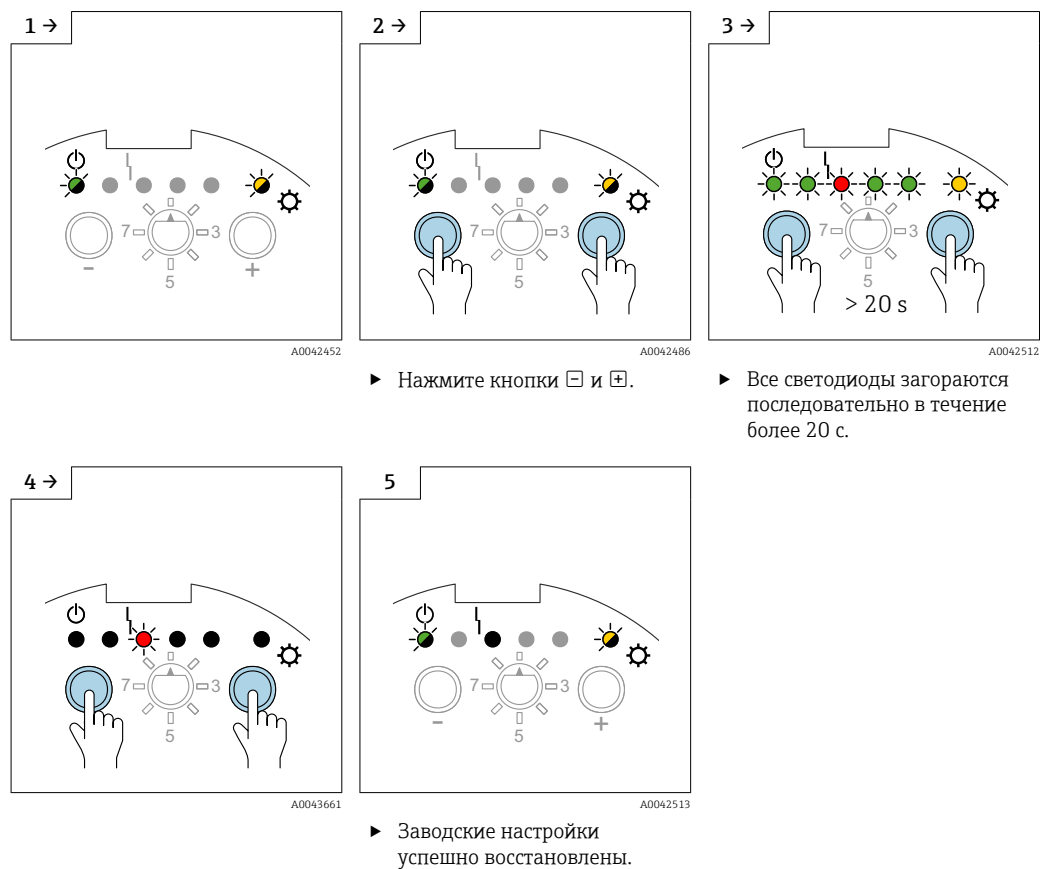 1 →
7
3
5
-
+
A0042452
2 →
7
3
5
A0042486
▶ Нажмите кнопки ⊟ и ⊞.
3 →
7
3
5
> 20 s
A0042512
▶ Все светодиоды загораются
последовательно в течение
более 20 с.
4 →
7
3
5
A0043661
5
7
3
5
-
+
A0042513
▶ Заводские настройки
успешно восстановлены.